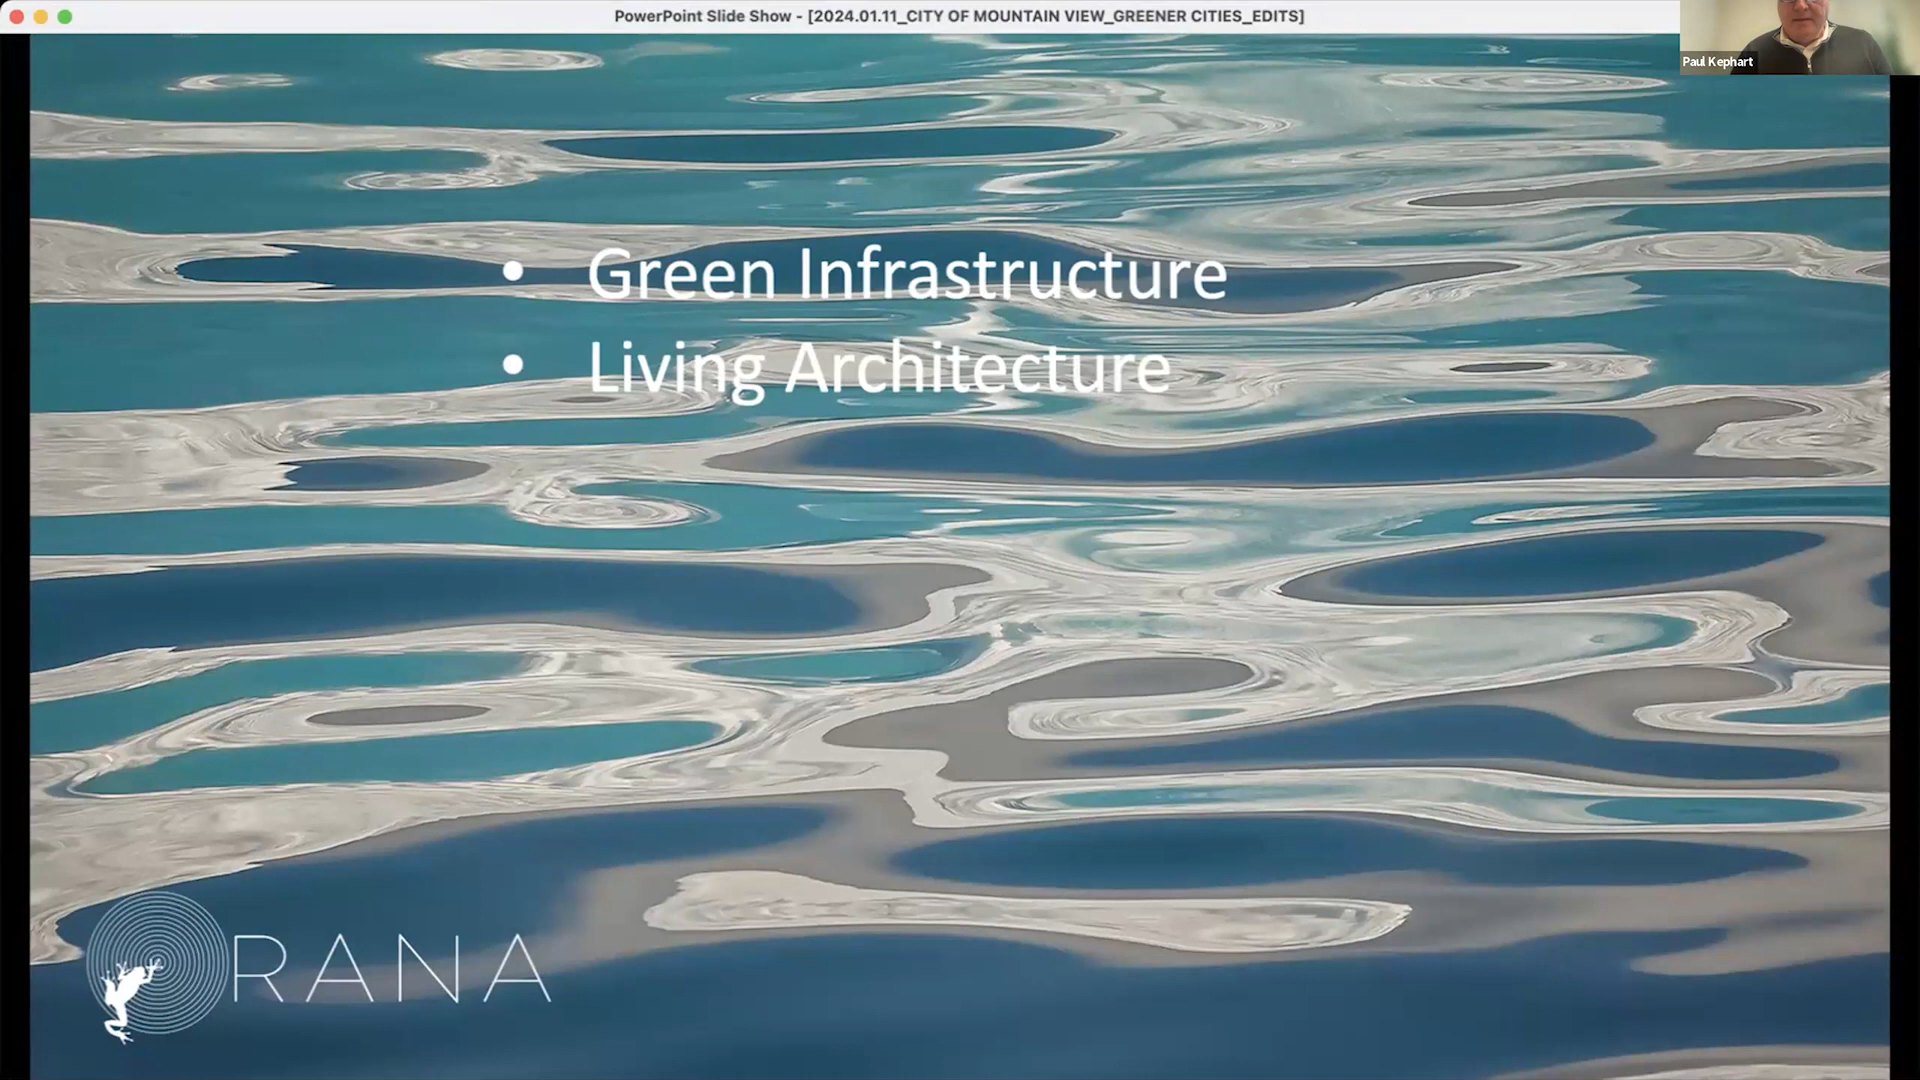 PowerPoint Slide Show - [2024.01.11_CITY OF MOUNTAIN VIEW_GREENER CITIES_EDITS]
Paul Kephart
• Green Infrastructure
• Living Architecture
RANA